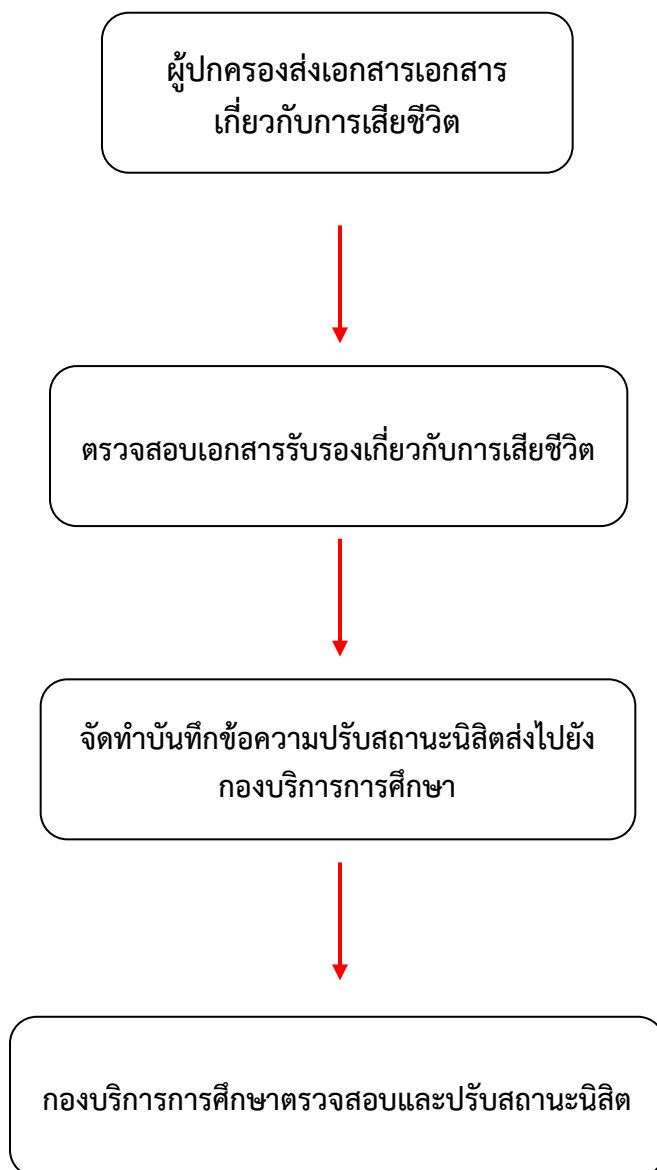 ผู้ปกครองส่งเอกสารเอกสาร
เกี่ยวกับการเสียชีวิต
ตรวจสอบเอกสารรับรองเกี่ยวกับการเสียชีวิต
จัดทำบันทึกข้อความปรับสถานะนิสิตส่งไปยัง
กองบริการการศึกษา
กองบริการการศึกษาตรวจสอบและปรับสถานะนิสิต